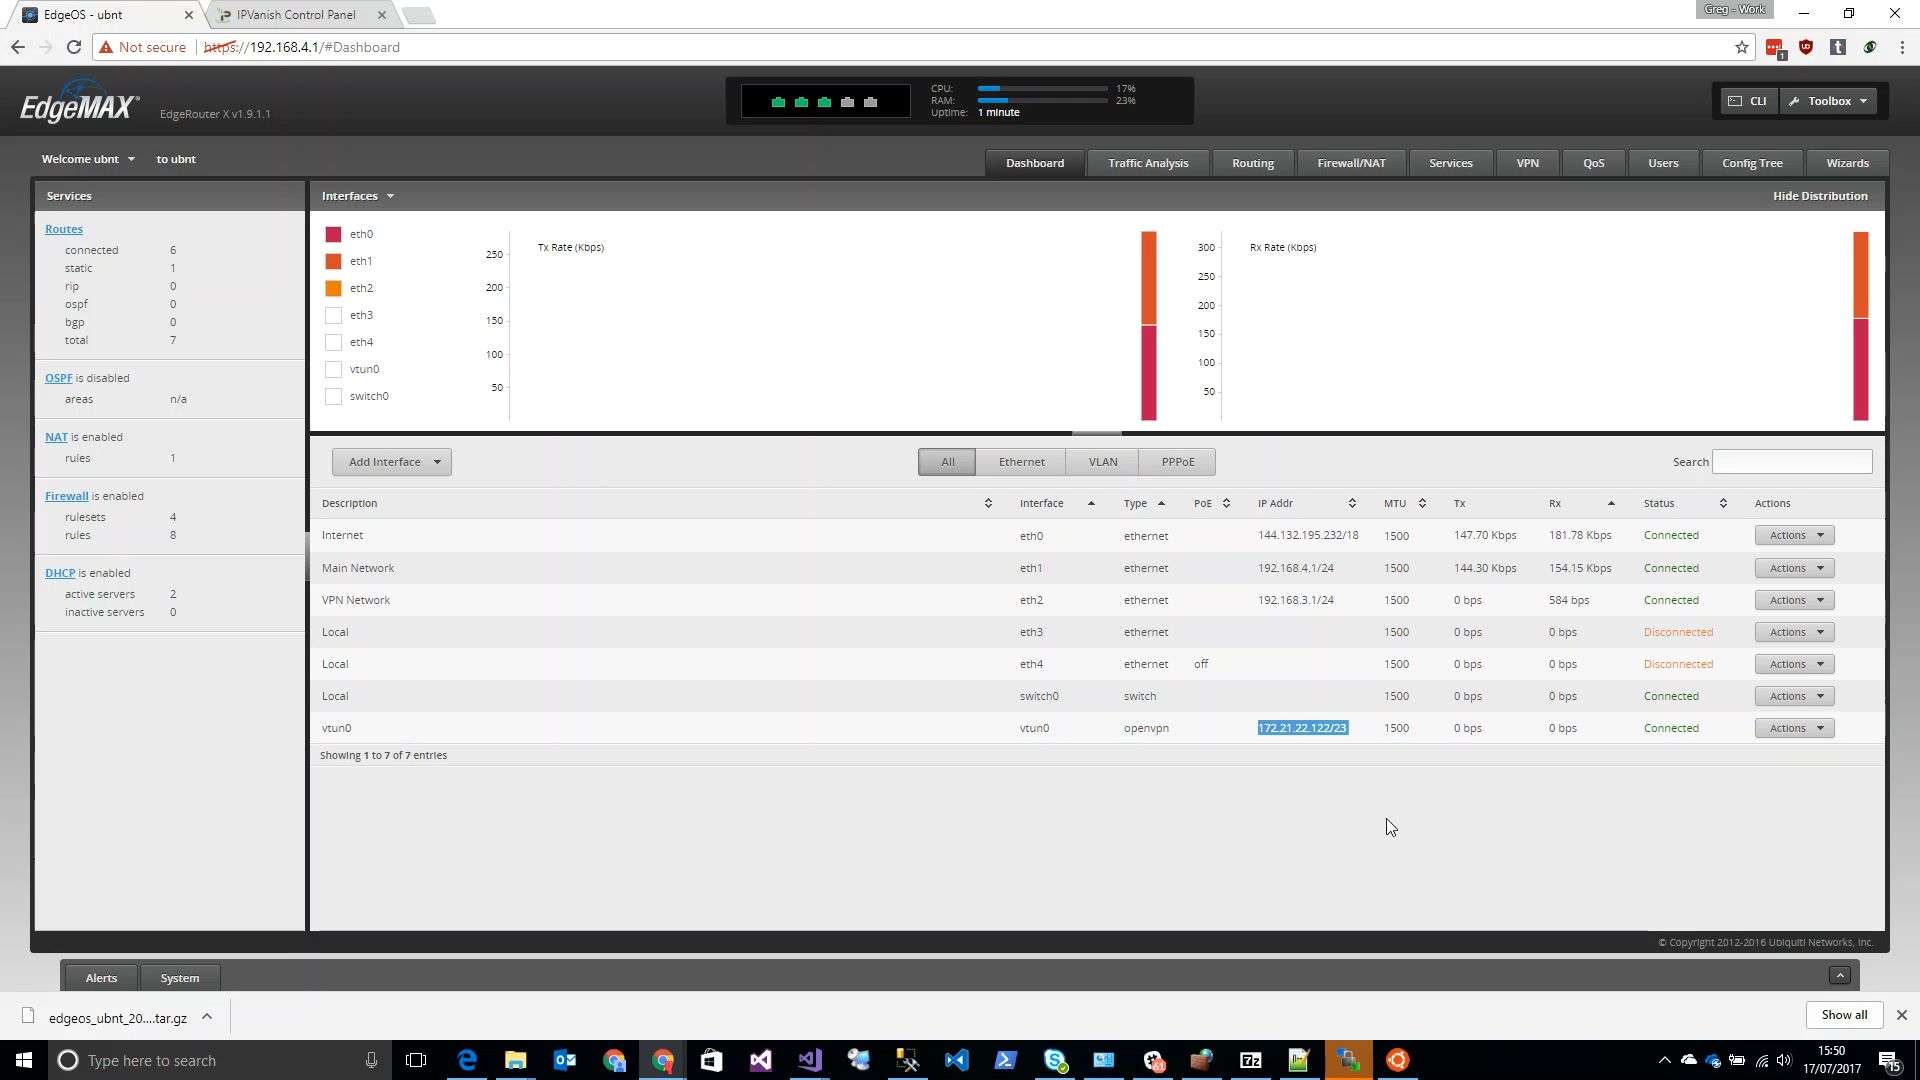 EdgeOS - ubnt
IPVanish Control Panel
Greg - Work
Not secure
https://192.168.4.1/#Dashboard
1
EdgeMAX
EdgeRouter X v1.9.1.1
CPU: 17%
RAM: 23%
Uptime: 1 minute
CLI
Toolbox
Welcome ubnt
to ubnt
Dashboard
Traffic Analysis
Routing
Firewall/NAT
Services
VPN
QoS
Users
Config Tree
Wizards
Services
Routes
connected 6
static 1
rip 0
ospf 0
bgp 0
total 7
OSPF is disabled
areas n/a
NAT is enabled
rules 1
Firewall is enabled
rulesets 4
rules 8
DHCP is enabled
active servers 2
inactive servers 0
Interfaces
Hide Distribution
eth0
eth1
eth2
eth3
eth4
vtun0
switch0
Tx Rate (Kbps)
250
200
150
100
50
Rx Rate (Kbps)
300
250
200
150
100
50
Add Interface
All
Ethernet
VLAN
PPPoE
Search
Description Interface Type PoE IP Addr MTU Tx Rx Status Actions
Internet eth0 ethernet 144.132.195.232/18 1500 147.70 Kbps 181.78 Kbps Connected Actions
Main Network eth1 ethernet 192.168.4.1/24 1500 144.30 Kbps 154.15 Kbps Connected Actions
VPN Network eth2 ethernet 192.168.3.1/24 1500 0 bps 584 bps Connected Actions
Local eth3 ethernet 1500 0 bps 0 bps Disconnected Actions
Local eth4 ethernet off 1500 0 bps 0 bps Disconnected Actions
Local switch0 switch 1500 0 bps 0 bps Connected Actions
vtun0 vtun0 openvpn 172.21.22.122/23 1500 0 bps 0 bps Connected Actions
Showing 1 to 7 of 7 entries
© Copyright 2012-2016 Ubiquiti Networks, Inc.
Alerts
System
edgeos_ubnt_20....tar.gz
Show all
Type here to search
61
7z
15:50
17/07/2017
15